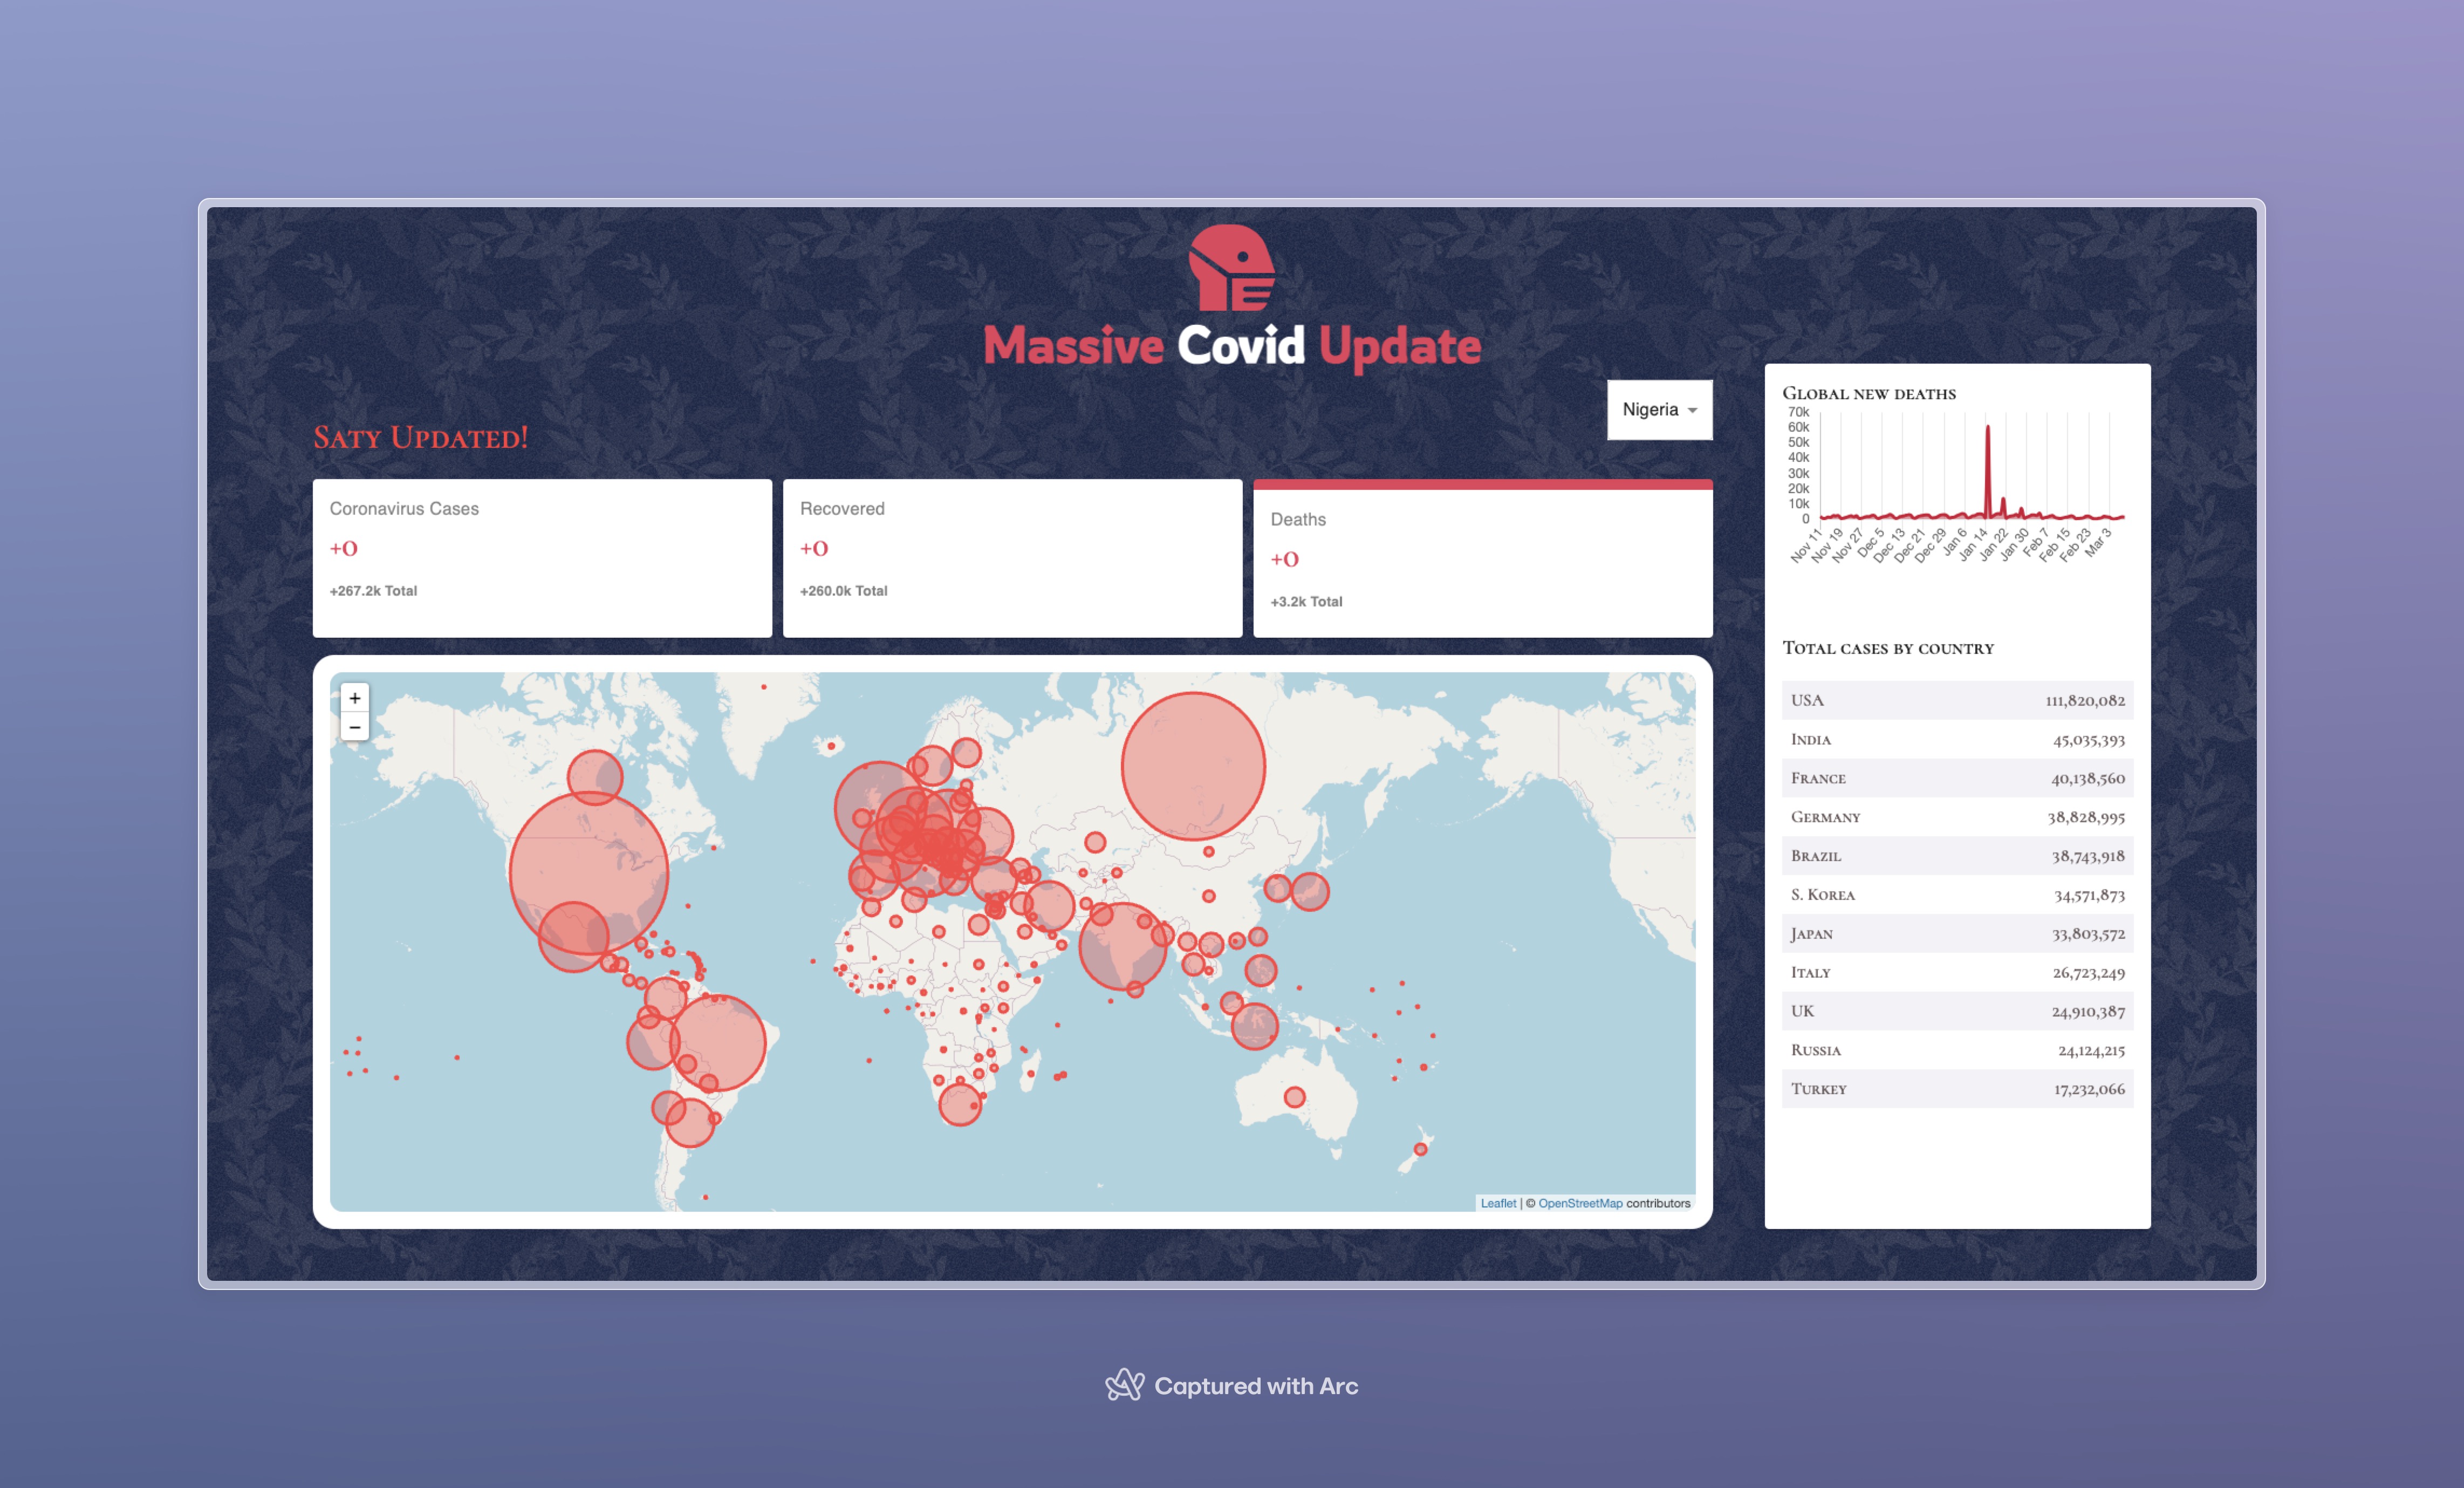 Massive Covid Update
Nigeria
Saty Updated!
Coronavirus Cases
+0
+267.2k Total
Recovered
+0
+260.0k Total
Deaths
+0
+3.2k Total
+
−
Leaflet | © OpenStreetMap contributors
Global new deaths
70k
60k
50k
40k
30k
20k
10k
0
Nov 11
Nov 19
Nov 27
Dec 5
Dec 13
Dec 21
Dec 29
Jan 6
Jan 14
Jan 22
Jan 30
Feb 7
Feb 15
Feb 23
Mar 3
Total cases by country
USA 111,820,082
India 45,035,393
France 40,138,560
Germany 38,828,995
Brazil 38,743,918
S. Korea 34,571,873
Japan 33,803,572
Italy 26,723,249
UK 24,910,387
Russia 24,124,215
Turkey 17,232,066
Captured with Arc